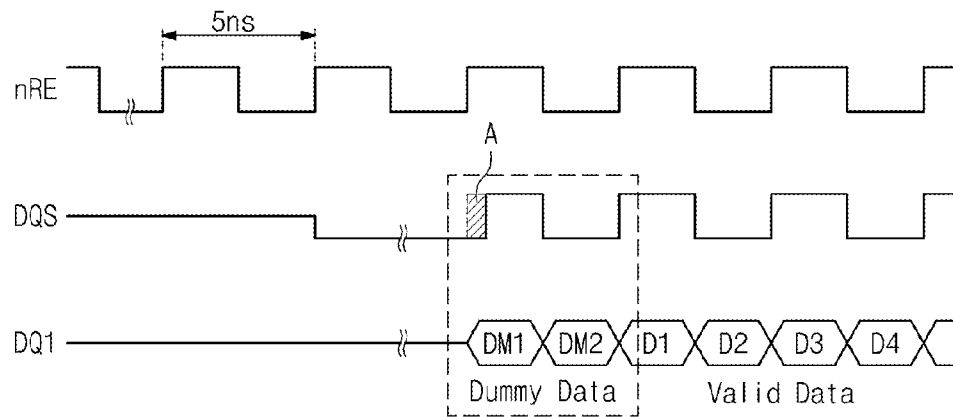 5ns
nRE
A
DQS
DQ1
DM1 DM2 D1 D2 D3 D4
Dummy Data Valid Data